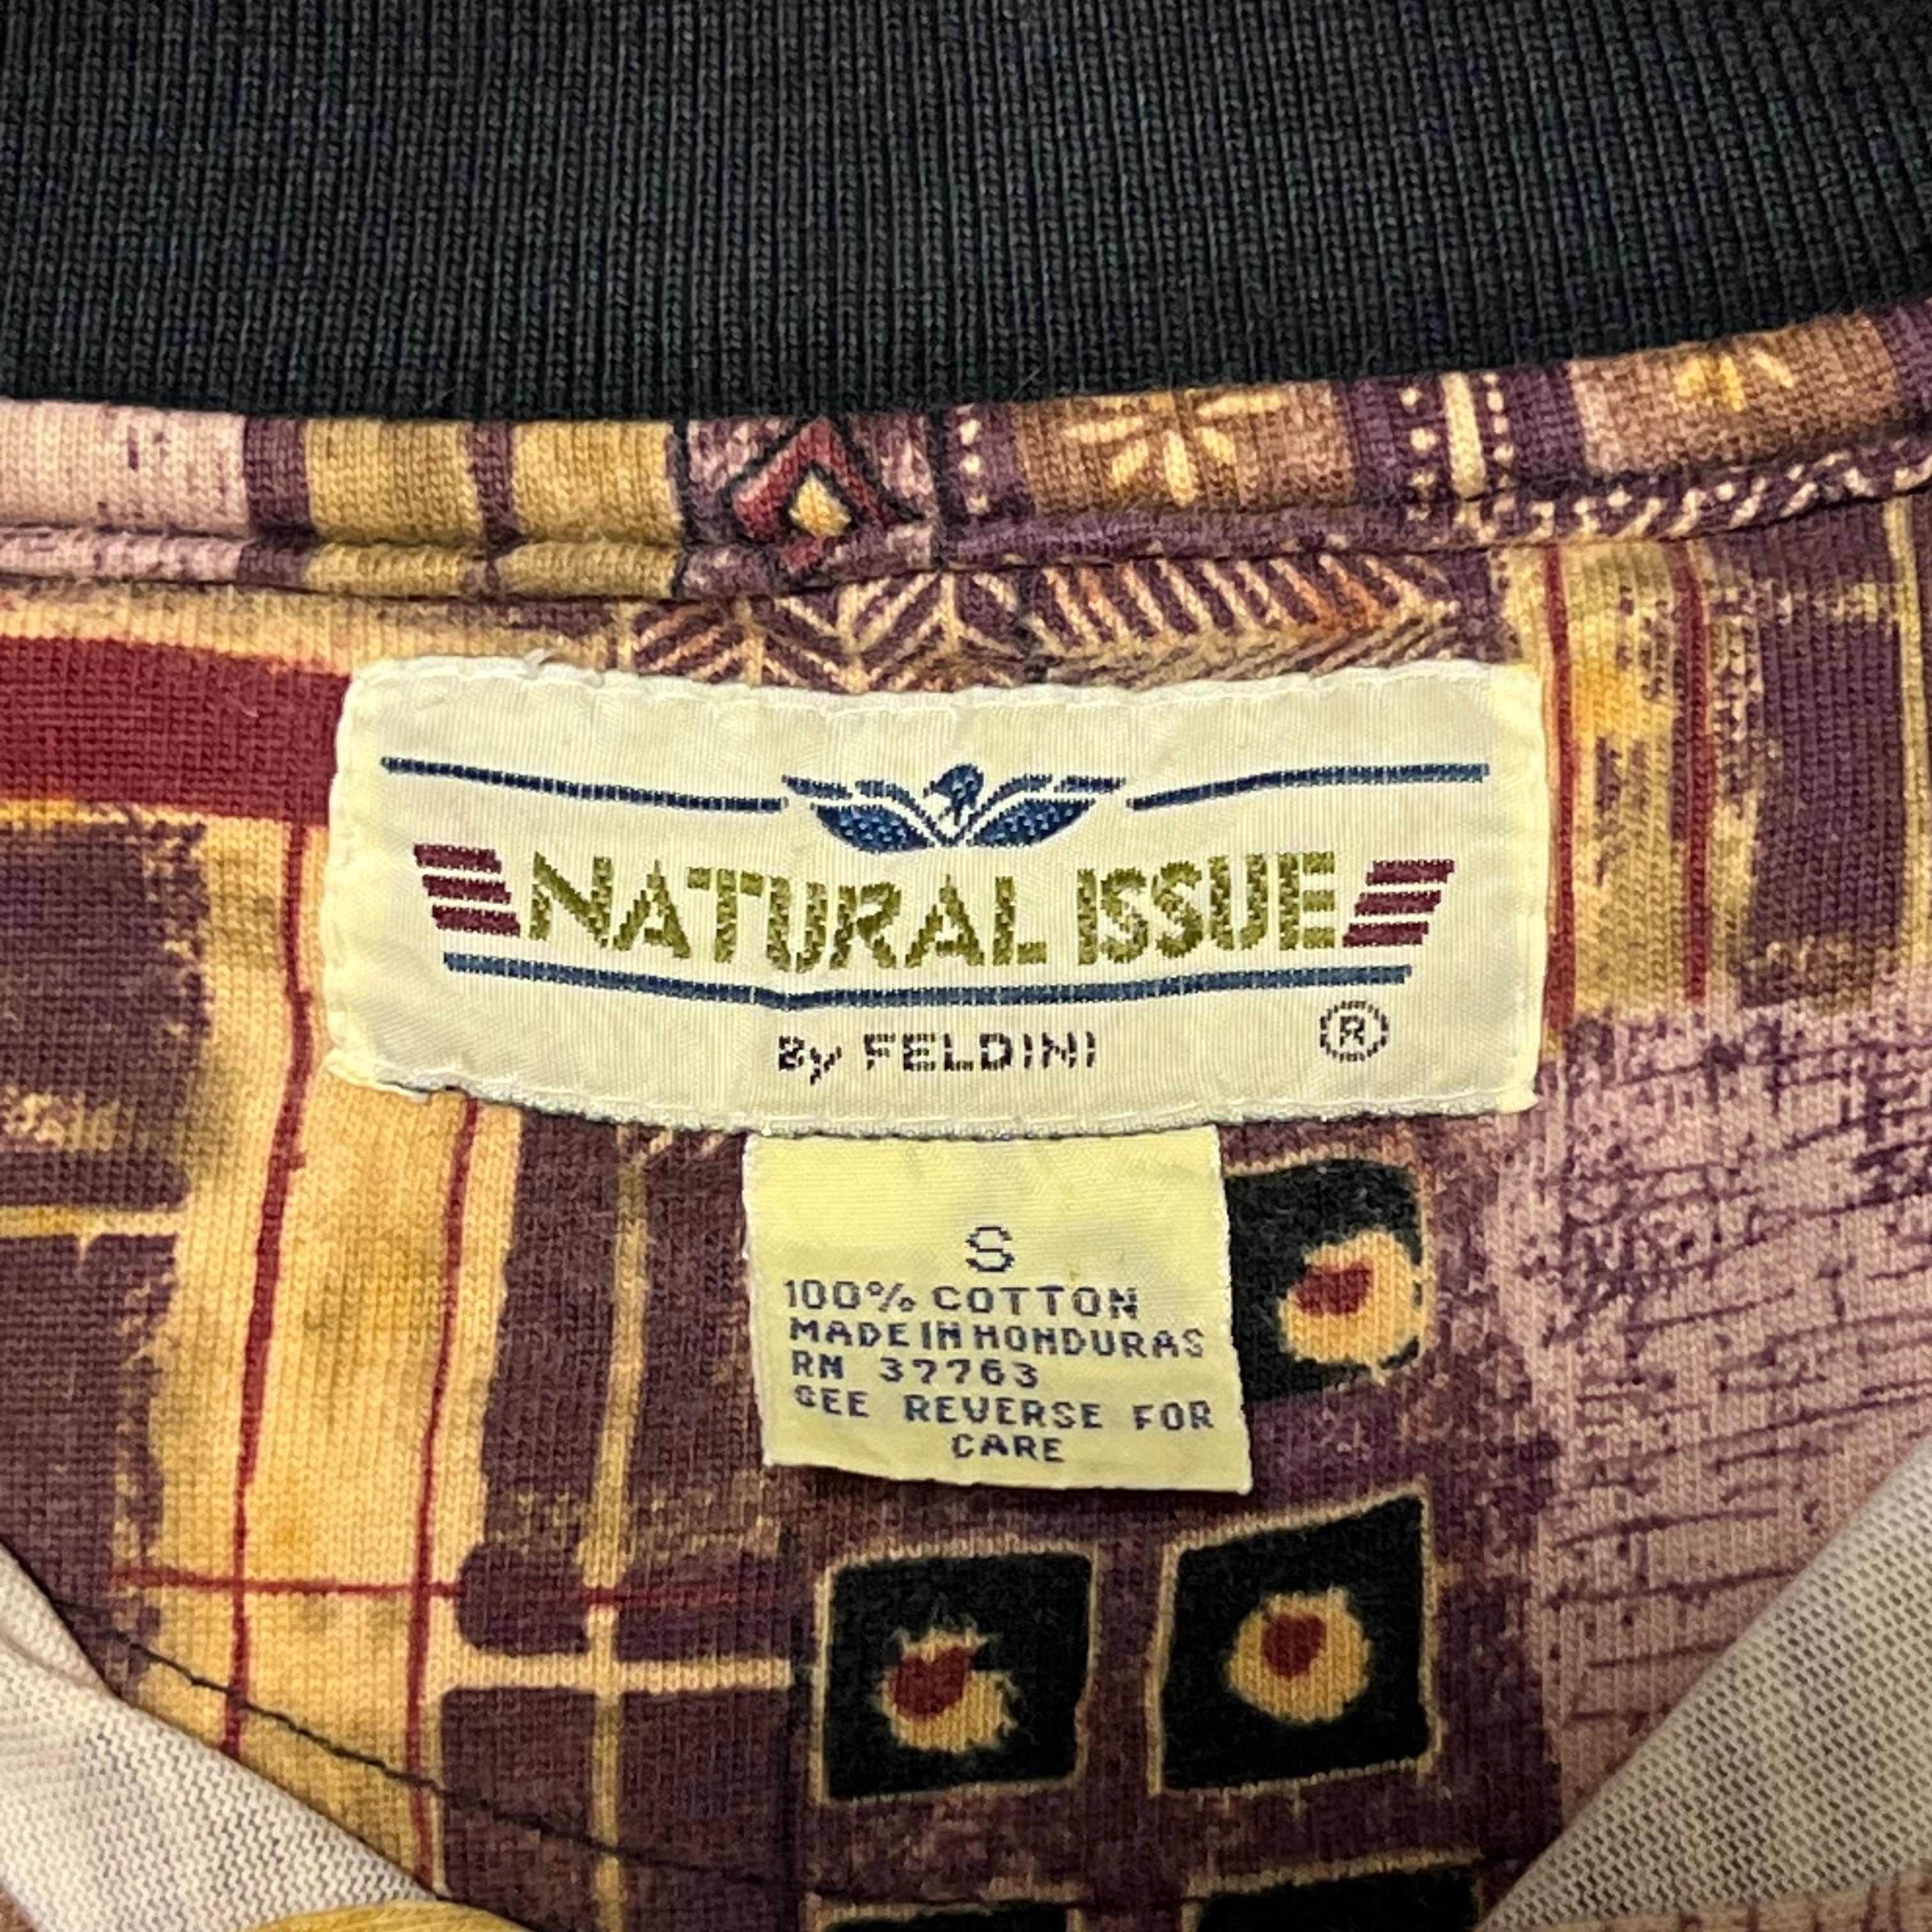 NATURAL ISSUE
By FELDINI ®
S
100% COTTON
MADE IN HONDURAS
RN 37763
SEE REVERSE FOR
CARE